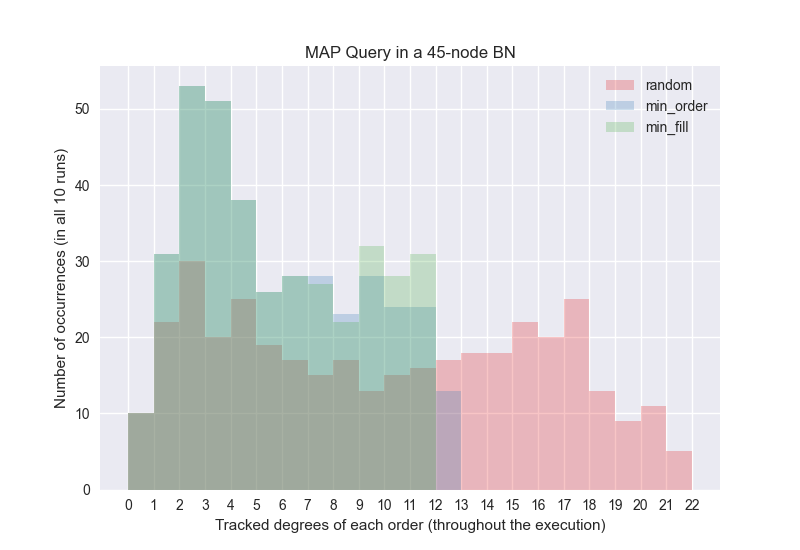 MAP Query in a 45-node BN
random
min_order
min_fill
50
40
30
20
10
0
Number of occurrences (in all 10 runs)
0 1 2 3 4 5 6 7 8 9 10 11 12 13 14 15 16 17 18 19 20 21 22
Tracked degrees of each order (throughout the execution)